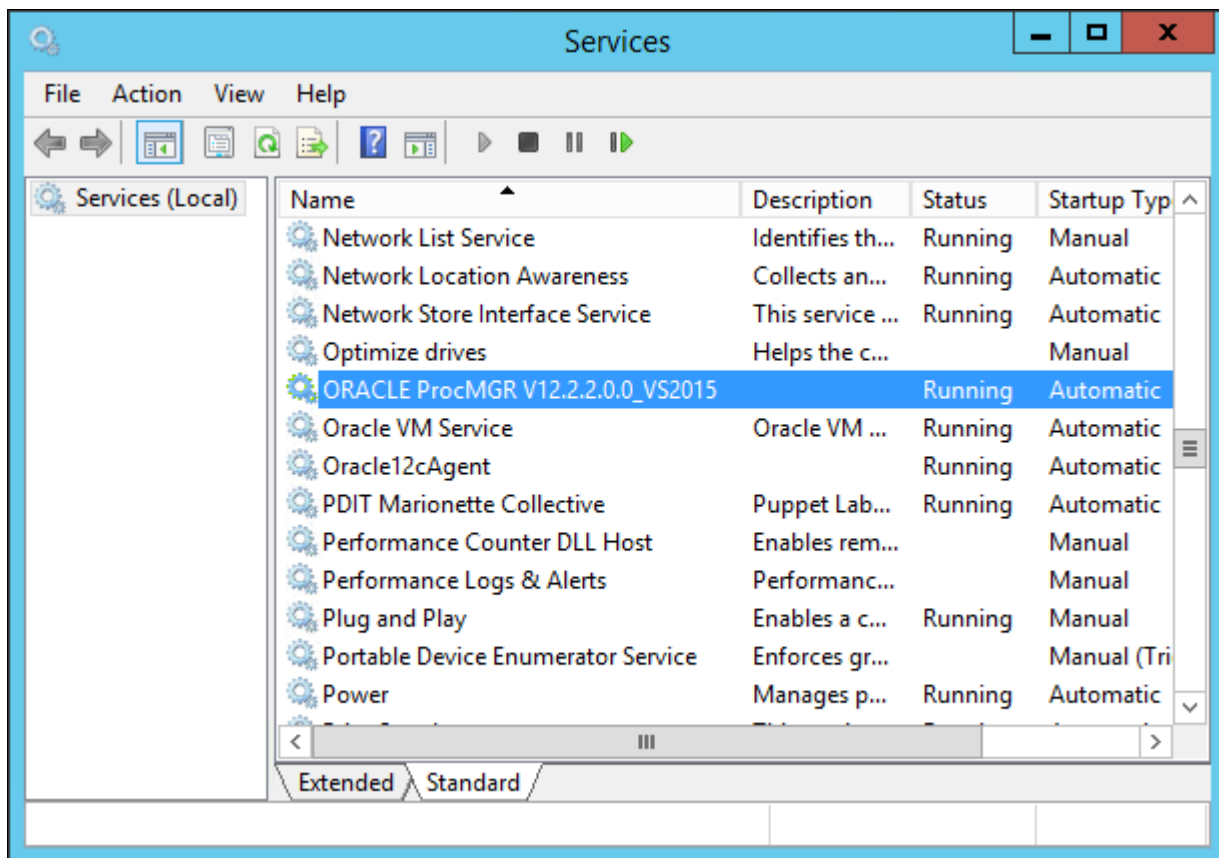 Services
File Action View Help
Services (Local)
Name Description Status Startup Typ
Network List Service Identifies th... Running Manual
Network Location Awareness Collects an... Running Automatic
Network Store Interface Service This service ... Running Automatic
Optimize drives Helps the c... Manual
ORACLE ProcMGR V12.2.2.0.0_VS2015 Running Automatic
Oracle VM Service Oracle VM ... Running Automatic
Oracle12cAgent Running Automatic
PDIT Marionette Collective Puppet Lab... Running Automatic
Performance Counter DLL Host Enables rem... Manual
Performance Logs & Alerts Performanc... Manual
Plug and Play Enables a c... Running Manual
Portable Device Enumerator Service Enforces gr... Manual (Tri
Power Manages p... Running Automatic
Extended Standard